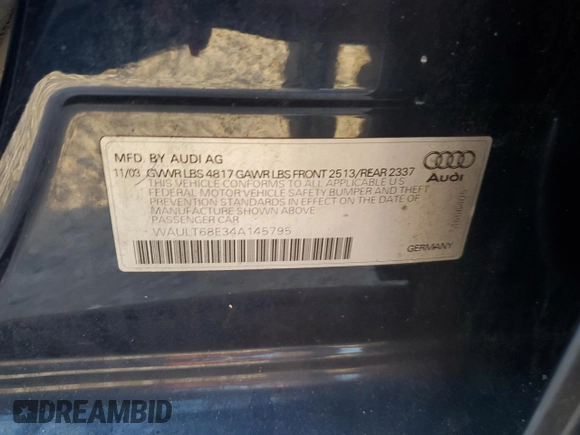 MFD. BY AUDI AG
11/03 GVWR LBS 4817 GAWR LBS FRONT 2513/REAR 2337
THIS VEHICLE CONFORMS TO ALL APPLICABLE U.S
FEDERAL MOTOR VEHICLE SAFETY BUMPER AND THEFT
PREVENTION STANDARDS IN EFFECT ON THE DATE OF
MANUFACTURE SHOWN ABOVE.
PASSENGER CAR
WAULT68E34A145795
Audi
GERMANY
DREAMBID